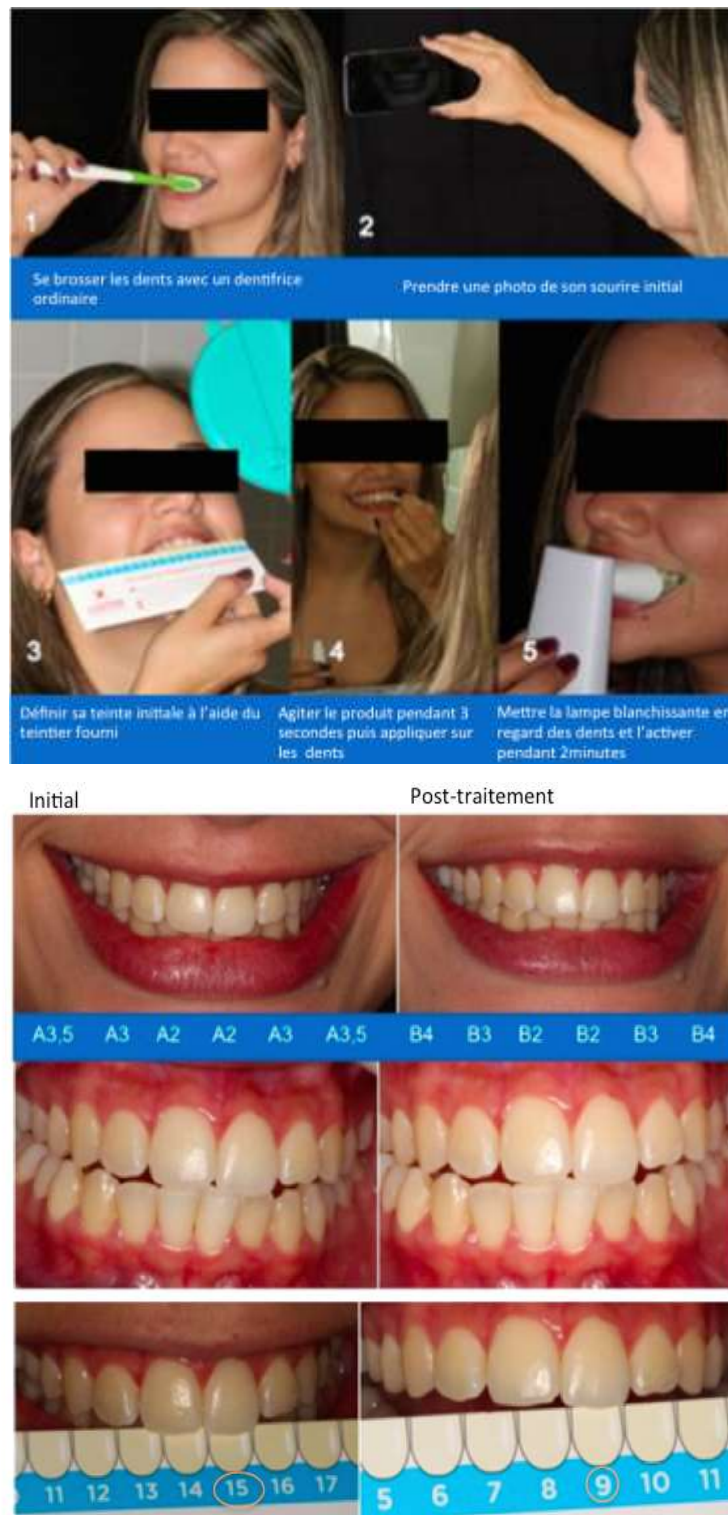 1
2
Se brosser les dents avec un dentifrice
ordinaire
Prendre une photo de son sourire initial
3
4
5
Définir sa teinte initiale à l'aide du
teintier fourni
Agiter le produit pendant 3
secondes puis appliquer sur
les dents
Mettre la lampe blanchissante en
regard des dents et l'activer
pendant 2minutes
Initial
Post-traitement
A3,5 A3 A2 A2 A3 A3,5
B4 B3 B2 B2 B3 B4
11 12 13 14 15 16 17
5 6 7 8 9 10 11